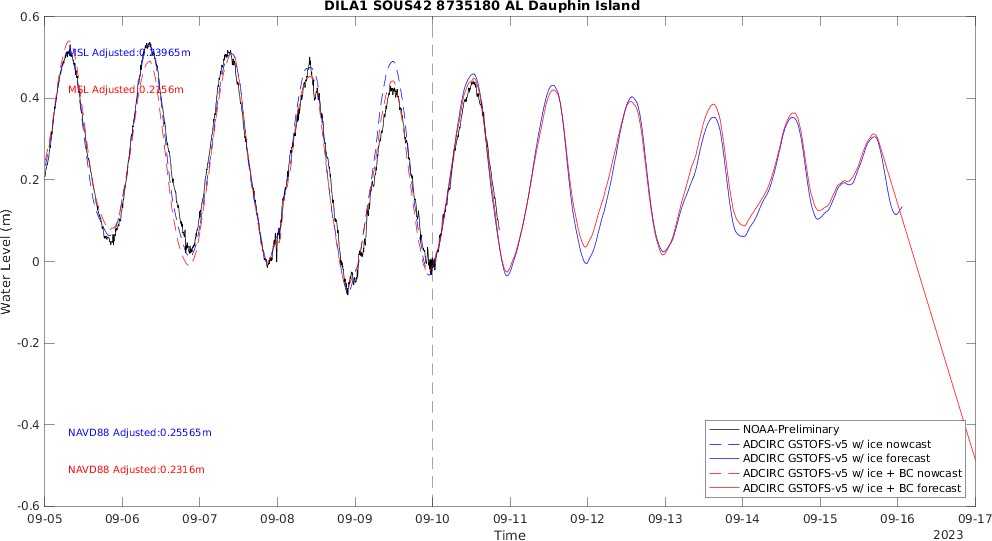 DILA1 SOUS42 8735180 AL Dauphin Island
MSL Adjusted:0.23965m
MSL Adjusted:0.2156m
NAVD88 Adjusted:0.25565m
NAVD88 Adjusted:0.2316m
Water Level (m)
0.6
0.4
0.2
0
-0.2
-0.4
-0.6
NOAA-Preliminary
ADCIRC GSTOFS-v5 w/ ice nowcast
ADCIRC GSTOFS-v5 w/ ice forecast
ADCIRC GSTOFS-v5 w/ ice + BC nowcast
ADCIRC GSTOFS-v5 w/ ice + BC forecast
09-05 09-06 09-07 09-08 09-09 09-10 09-11 09-12 09-13 09-14 09-15 09-16 09-17
Time
2023